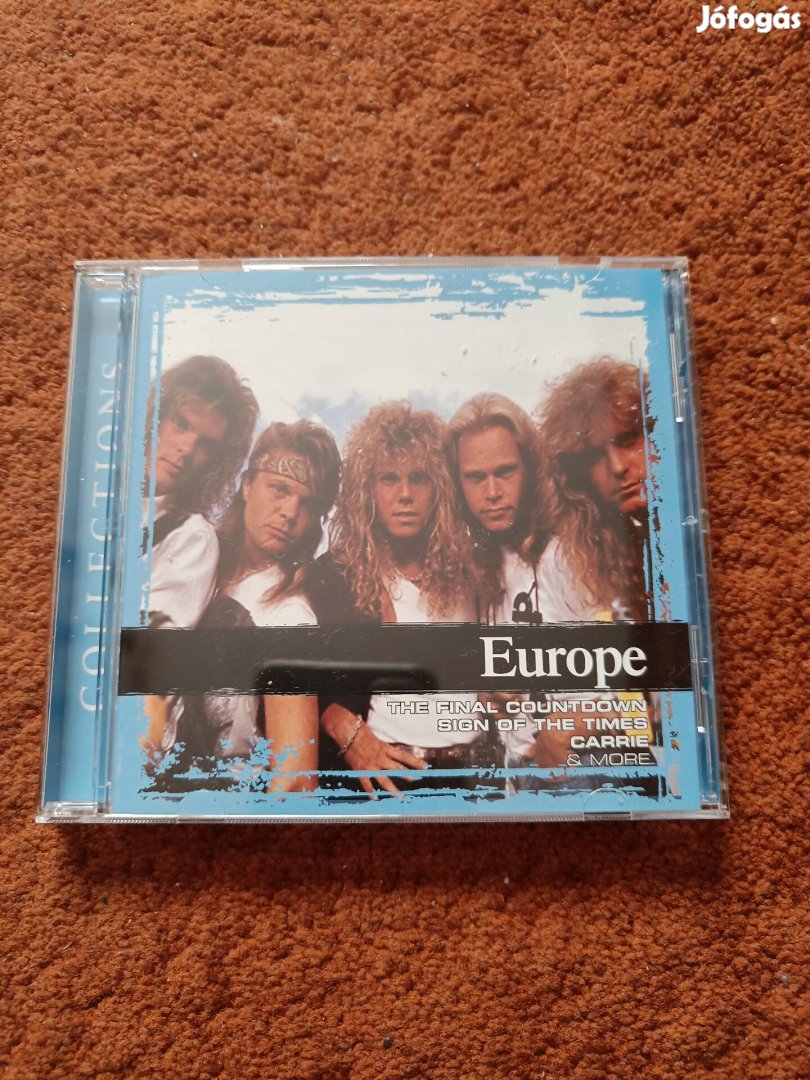 Jófogás
COLLECTIONS
Europe
THE FINAL COUNTDOWN
SIGN OF THE TIMES
CARRIE
& MORE